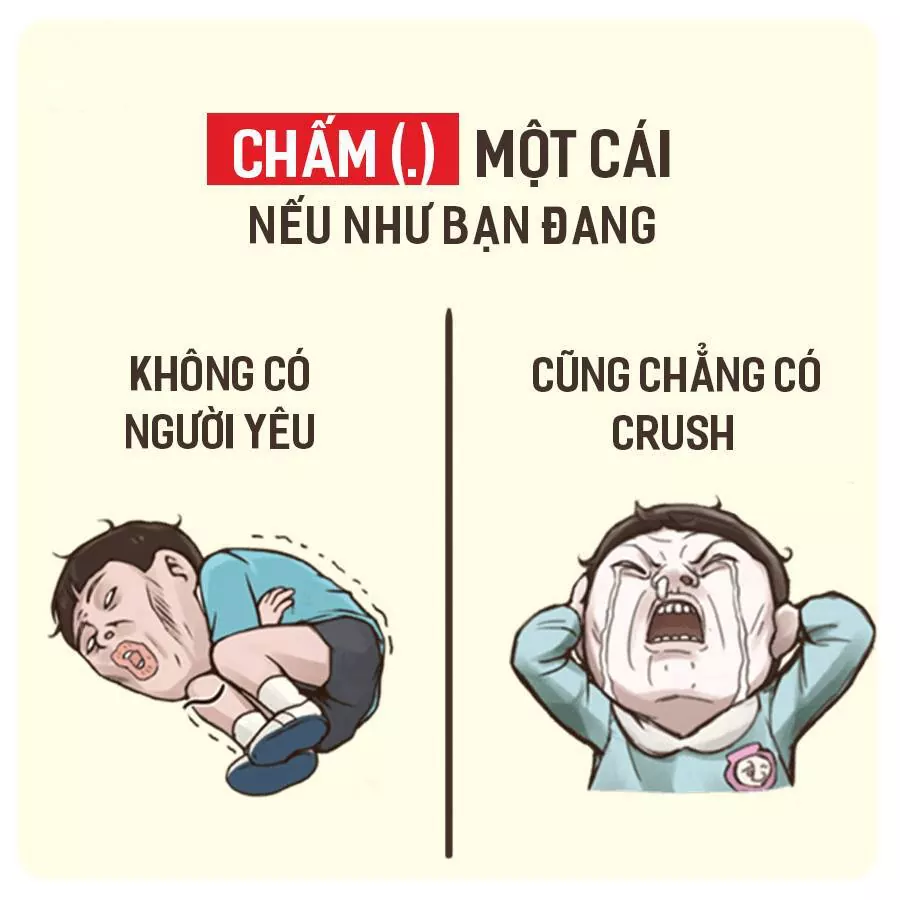 CHẤM (.) MỘT CÁI
NẾU NHƯ BẠN ĐANG
KHÔNG CÓ
NGƯỜI YÊU
CŨNG CHẲNG CÓ
CRUSH